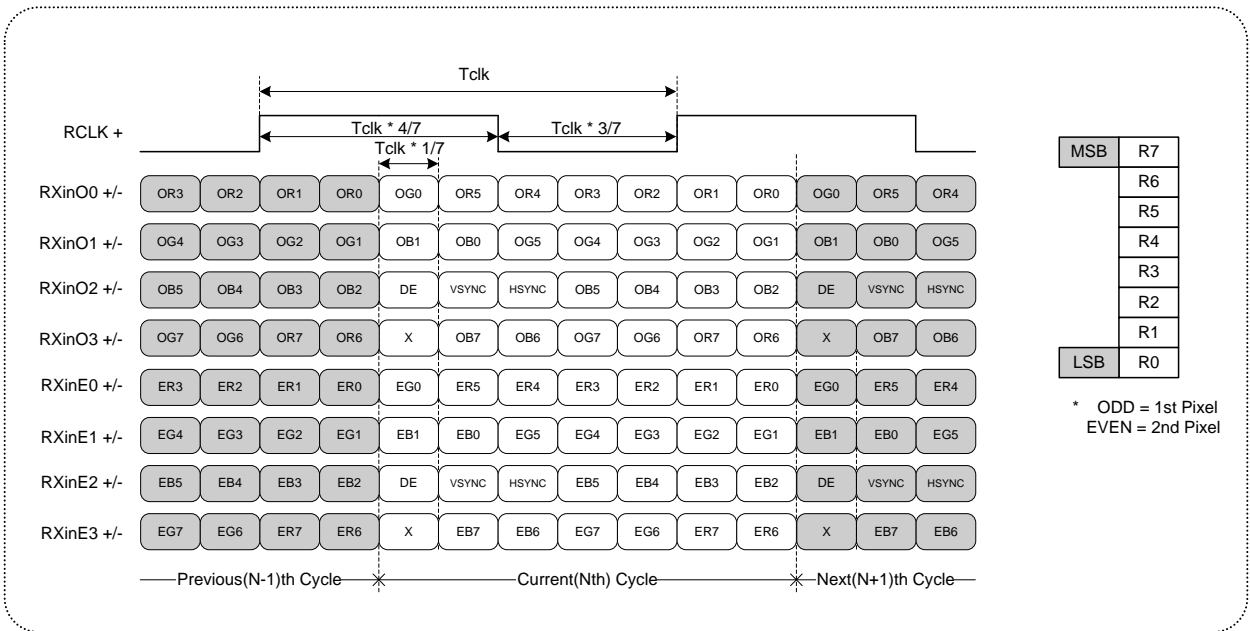 Tclk
RCLK +
Tclk * 4/7
Tclk * 3/7
Tclk * 1/7
RXinO0 +/- OR3 OR2 OR1 OR0 OG0 OR5 OR4 OR3 OR2 OR1 OR0 OG0 OR5 OR4
RXinO1 +/- OG4 OG3 OG2 OG1 OB1 OB0 OG5 OG4 OG3 OG2 OG1 OB1 OB0 OG5
RXinO2 +/- OB5 OB4 OB3 OB2 DE VSYNC HSYNC OB5 OB4 OB3 OB2 DE VSYNC HSYNC
RXinO3 +/- OG7 OG6 OR7 OR6 X OB7 OB6 OG7 OG6 OR7 OR6 X OB7 OB6
RXinE0 +/- ER3 ER2 ER1 ER0 EG0 ER5 ER4 ER3 ER2 ER1 ER0 EG0 ER5 ER4
RXinE1 +/- EG4 EG3 EG2 EG1 EB1 EB0 EG5 EG4 EG3 EG2 EG1 EB1 EB0 EG5
RXinE2 +/- EB5 EB4 EB3 EB2 DE VSYNC HSYNC EB5 EB4 EB3 EB2 DE VSYNC HSYNC
RXinE3 +/- EG7 EG6 ER7 ER6 X EB7 EB6 EG7 EG6 ER7 ER6 X EB7 EB6
Previous(N-1)th Cycle Current(Nth) Cycle Next(N+1)th Cycle
MSB R7
R6
R5
R4
R3
R2
R1
LSB R0
* ODD = 1st Pixel
EVEN = 2nd Pixel